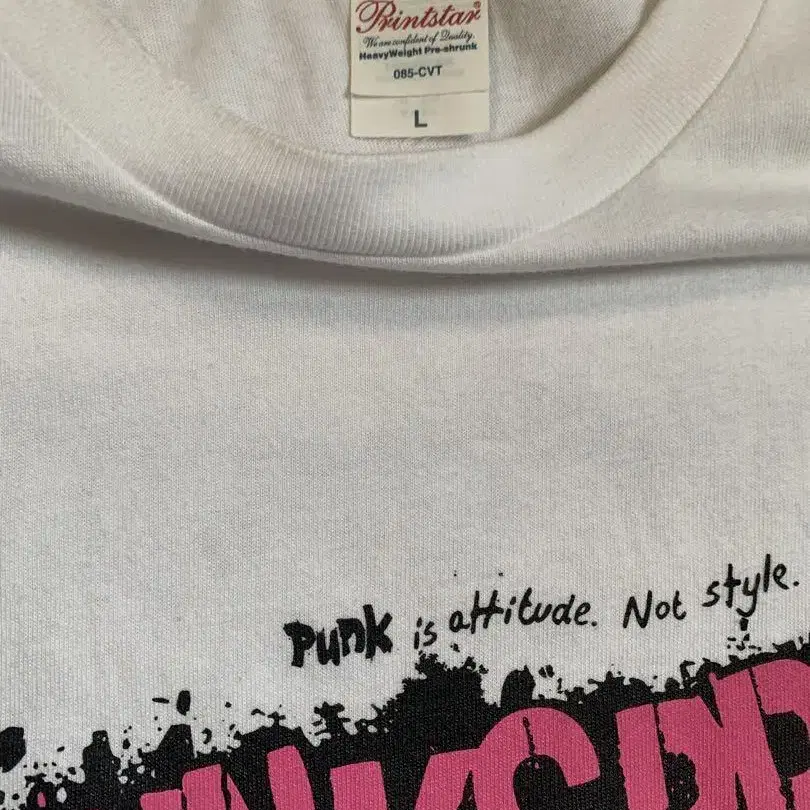 Printstar®
We are confident of Quality.
HeavyWeight Pre-shrunk
085-CVT
L
Punk is attitude. Not style.